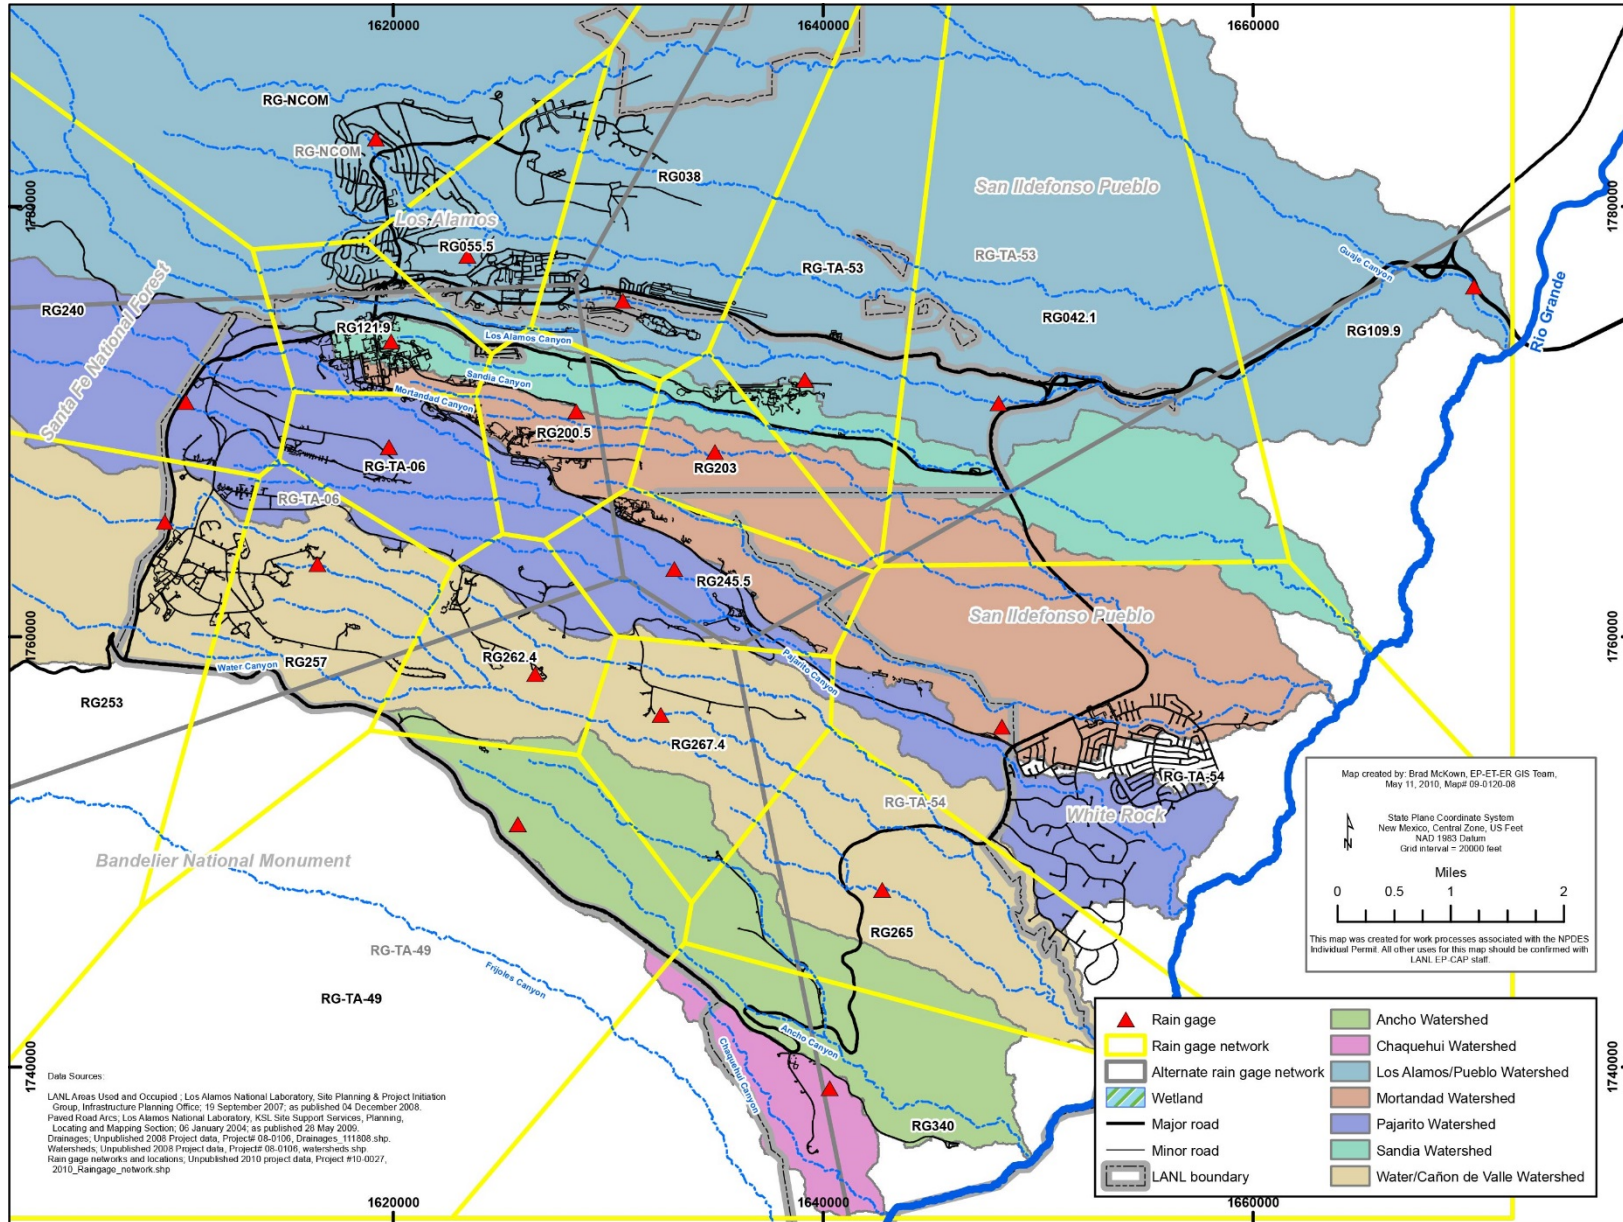 1620000
1640000
1660000
RG-NCOM
RG-NCOM
RG038
San Ildefonso Pueblo
1780000
1780000
Los Alamos
RG055.5
RG-TA-53
RG-TA-53
Guaje Canyon
Rio Grande
RG240
Santa Fe National Forest
RG121.9
Los Alamos Canyon
RG042.1
RG109.9
Sandia Canyon
Mortandad Canyon
RG200.5
RG-TA-06
RG203
RG-TA-06
RG245.5
San Ildefonso Pueblo
1760000
1760000
Water Canyon
RG257
RG262.4
Pajarito Canyon
RG253
RG267.4
RG-TA-54
RG-TA-54
White Rock
Bandelier National Monument
RG-TA-49
RG265
Frijoles Canyon
RG-TA-49
Ancho Canyon
Chaquehui Canyon
1740000
1740000
RG340
1620000
1640000
1660000
Map created by: Brad McKown, EP-ET-ER GIS Team,
May 11, 2010, Map# 09-0120-08
N
State Plane Coordinate System
New Mexico, Central Zone, US Feet
NAD 1983 Datum
Grid interval = 20000 feet
Miles
0 0.5 1 2
This map was created for work processes associated with the NPDES
Individual Permit. All other uses for this map should be confirmed with
LANL EP-CAP staff.
Rain gage
Rain gage network
Alternate rain gage network
Wetland
Major road
Minor road
LANL boundary
Ancho Watershed
Chaquehui Watershed
Los Alamos/Pueblo Watershed
Mortandad Watershed
Pajarito Watershed
Sandia Watershed
Water/Cañon de Valle Watershed
Data Sources:
LANL Areas Used and Occupied ; Los Alamos National Laboratory, Site Planning & Project Initiation
Group, Infrastructure Planning Office; 19 September 2007; as published 04 December 2008.
Paved Road Arcs; Los Alamos National Laboratory, KSL Site Support Services, Planning,
Locating and Mapping Section; 06 January 2004; as published 28 May 2009.
Drainages; Unpublished 2008 Project data, Project# 08-0106, Drainages_111808.shp.
Watersheds; Unpublished 2008 Project data, Project# 08-0106, watersheds.shp.
Rain gage networks and locations; Unpublished 2010 project data, Project #10-0027,
2010_Raingage_network.shp